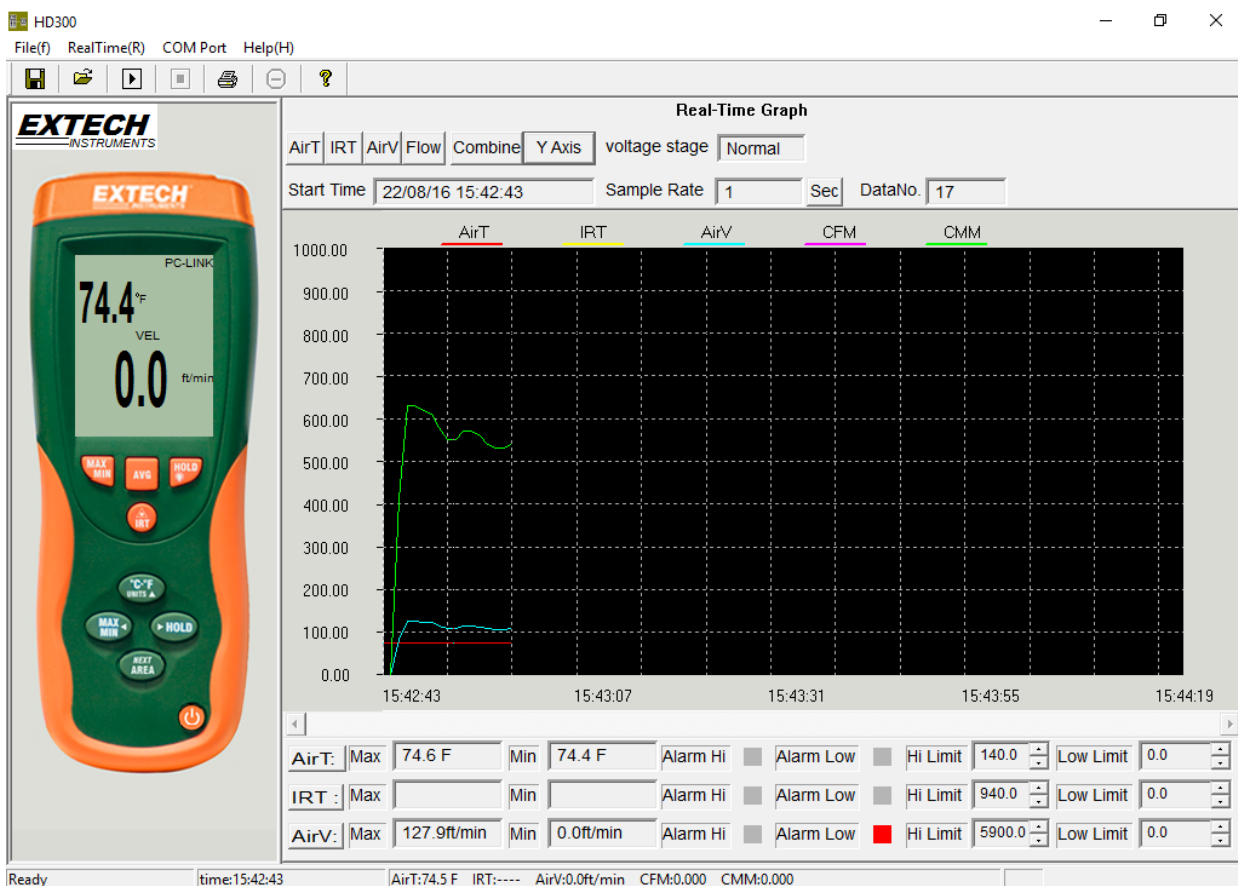 HD300
File(f) RealTime(R) COM Port Help(H)
EXTECH
INSTRUMENTS
EXTECH
INSTRUMENTS
PC-LINK
74.4 °F
VEL
0.0 ft/min
MAX MIN
AVG
HOLD
IRT
°C-°F
UNITS ▲
MAX MIN ◄
► HOLD
NEXT
AREA
Real-Time Graph
AirT IRT AirV Flow Combine Y Axis voltage stage Normal
Start Time 22/08/16 15:42:43 Sample Rate 1 Sec DataNo. 17
AirT IRT AirV CFM CMM
1000.00
900.00
800.00
700.00
600.00
500.00
400.00
300.00
200.00
100.00
0.00
15:42:43 15:43:07 15:43:31 15:43:55 15:44:19
AirT: Max 74.6 F Min 74.4 F Alarm Hi Alarm Low Hi Limit 140.0 Low Limit 0.0
IRT : Max Min Alarm Hi Alarm Low Hi Limit 940.0 Low Limit 0.0
AirV: Max 127.9ft/min Min 0.0ft/min Alarm Hi Alarm Low Hi Limit 5900.0 Low Limit 0.0
Ready time:15:42:43 AirT:74.5 F IRT:---- AirV:0.0ft/min CFM:0.000 CMM:0.000